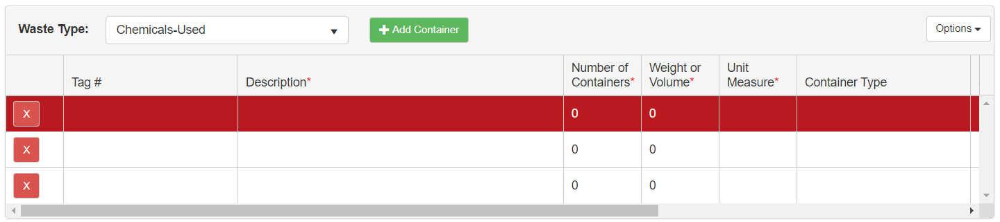 Waste Type: Chemicals-Used Add Container Options
Tag # Description* Number of Containers* Weight or Volume* Unit Measure* Container Type
X 0 0
X 0 0
X 0 0